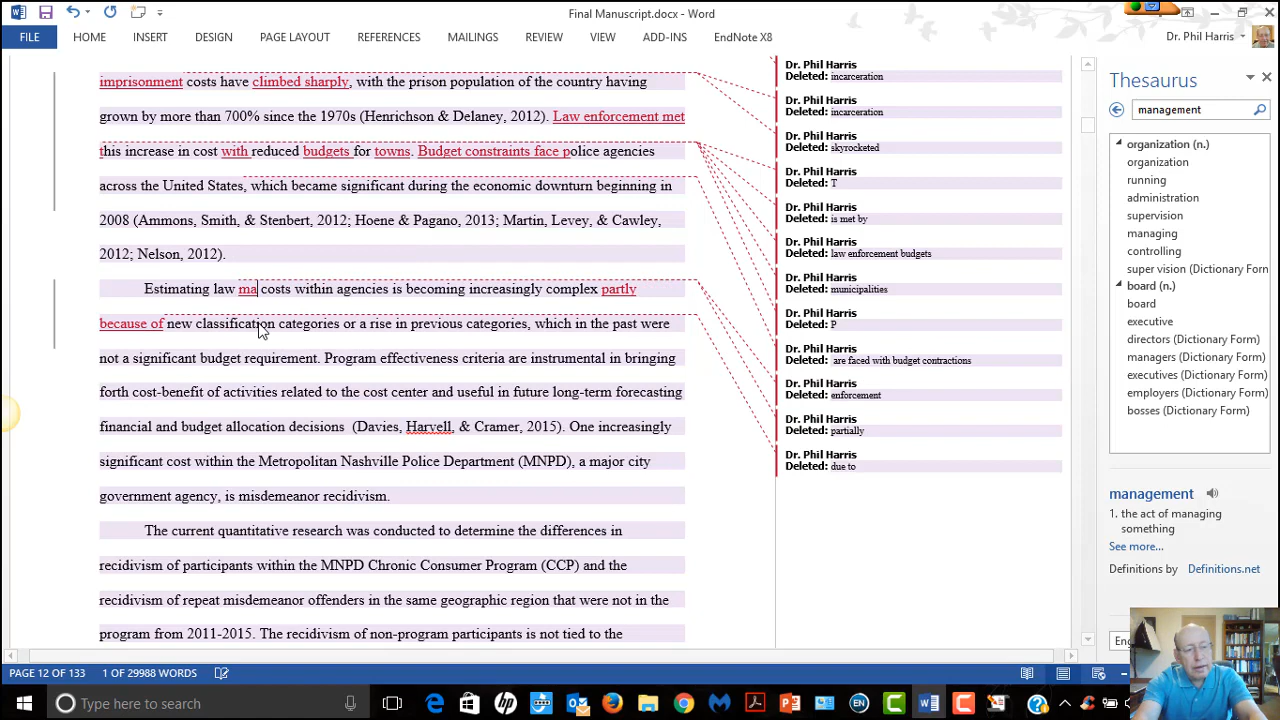 Final Manuscript.docx - Word
FILE HOME INSERT DESIGN PAGE LAYOUT REFERENCES MAILINGS REVIEW VIEW ADD-INS EndNote X8 Dr. Phil Harris
imprisonment costs have climbed sharply, with the prison population of the country having
grown by more than 700% since the 1970s (Henrichson & Delaney, 2012). Law enforcement met
this increase in cost with reduced budgets for towns. Budget constraints face police agencies
across the United States, which became significant during the economic downturn beginning in
2008 (Ammons, Smith, & Stenbert, 2012; Hoene & Pagano, 2013; Martin, Levey, & Cawley,
2012; Nelson, 2012).
Estimating law ma costs within agencies is becoming increasingly complex partly
because of new classification categories or a rise in previous categories, which in the past were
not a significant budget requirement. Program effectiveness criteria are instrumental in bringing
forth cost-benefit of activities related to the cost center and useful in future long-term forecasting
financial and budget allocation decisions (Davies, Harvell, & Cramer, 2015). One increasingly
significant cost within the Metropolitan Nashville Police Department (MNPD), a major city
government agency, is misdemeanor recidivism.
The current quantitative research was conducted to determine the differences in
recidivism of participants within the MNPD Chronic Consumer Program (CCP) and the
recidivism of repeat misdemeanor offenders in the same geographic region that were not in the
program from 2011-2015. The recidivism of non-program participants is not tied to the
Dr. Phil Harris
Deleted: incarceration
Dr. Phil Harris
Deleted: incarceration
Dr. Phil Harris
Deleted: skyrocketed
Dr. Phil Harris
Deleted: T
Dr. Phil Harris
Deleted: is met by
Dr. Phil Harris
Deleted: law enforcement budgets
Dr. Phil Harris
Deleted: municipalities
Dr. Phil Harris
Deleted: P
Dr. Phil Harris
Deleted: are faced with budget contractions
Dr. Phil Harris
Deleted: enforcement
Dr. Phil Harris
Deleted: partially
Dr. Phil Harris
Deleted: due to
Thesaurus
management
organization (n.)
organization
running
administration
supervision
managing
controlling
super vision (Dictionary Forn
board (n.)
board
executive
directors (Dictionary Form)
managers (Dictionary Form)
executives (Dictionary Form)
employers (Dictionary Form)
bosses (Dictionary Form)
management
1. the act of managing
something
See more...
Definitions by Definitions.net
Eng
PAGE 12 OF 133 1 OF 29988 WORDS
Type here to search